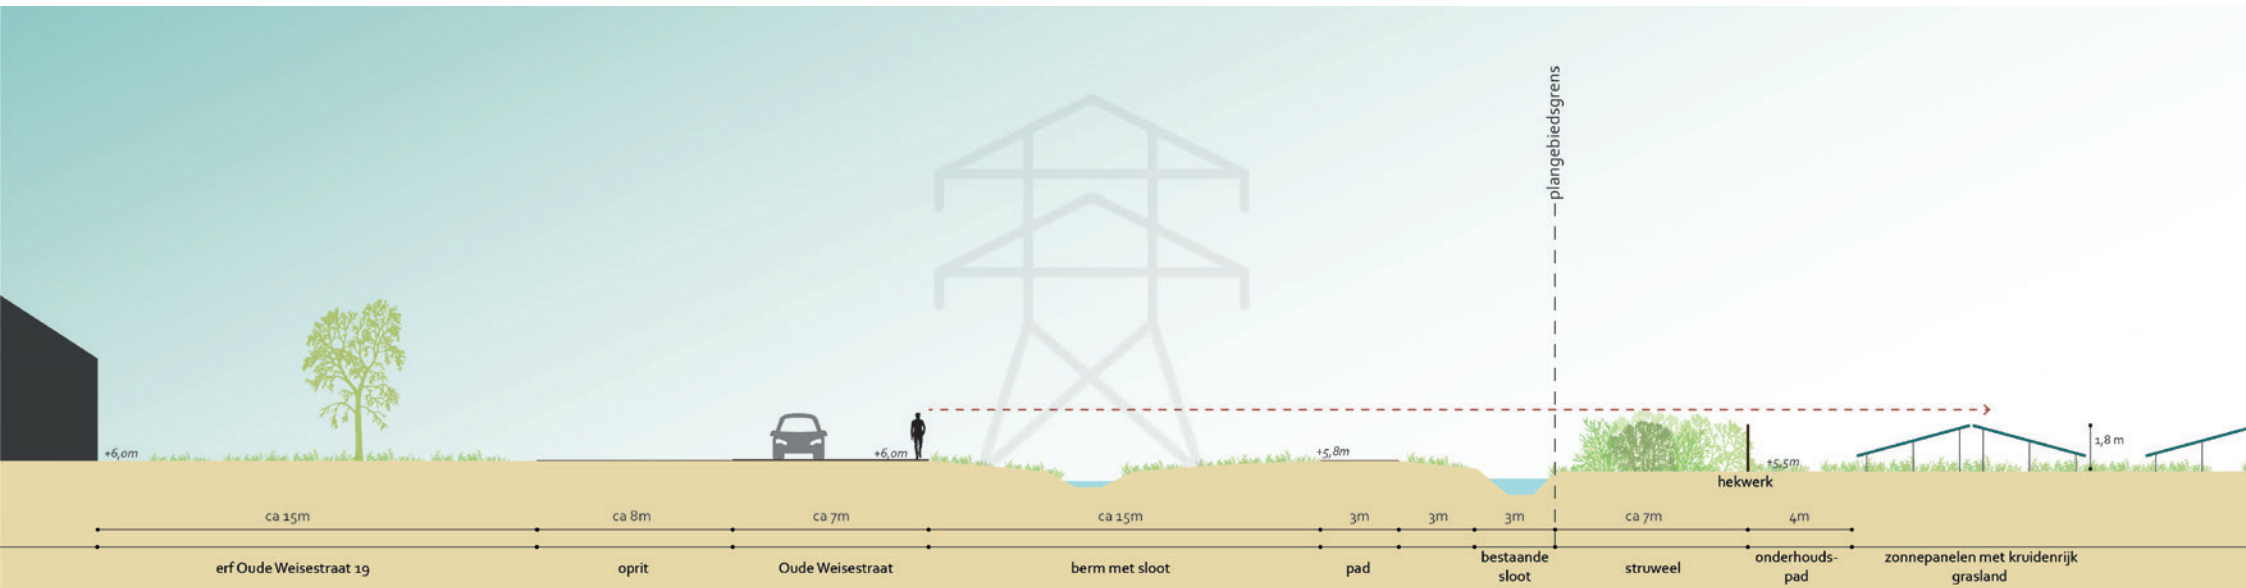 plangebiedsgrens
+6,0m
+6,0m
+5,8m
+5,5m
1,8 m
hekwerk
ca 15m
ca 8m
ca 7m
ca 15m
3m
3m
3m
ca 7m
4m
erf Oude Weisestraat 19
oprit
Oude Weisestraat
berm met sloot
pad
bestaande
sloot
struweel
onderhouds-
pad
zonnepanelen met kruidenrijk
grasland